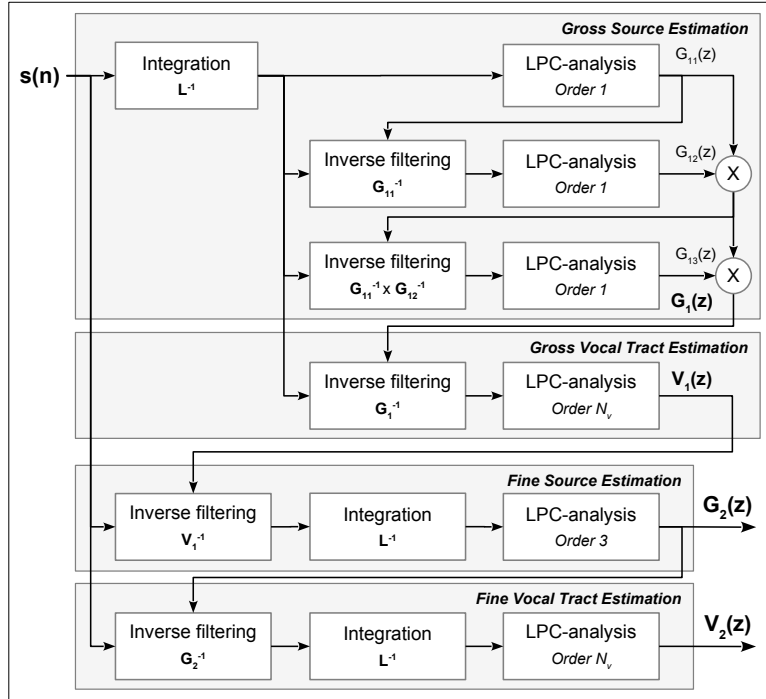 Gross Source Estimation
s(n)
Integration
L⁻¹
LPC-analysis
Order 1
G₁₁(z)
Inverse filtering
G₁₁⁻¹
LPC-analysis
Order 1
G₁₂(z)
X
Inverse filtering
G₁₁⁻¹ x G₁₂⁻¹
LPC-analysis
Order 1
G₁₃(z)
X
G₁(z)
Gross Vocal Tract Estimation
Inverse filtering
G₁⁻¹
LPC-analysis
Order Nᵥ
V₁(z)
Fine Source Estimation
Inverse filtering
V₁⁻¹
Integration
L⁻¹
LPC-analysis
Order 3
G₂(z)
Fine Vocal Tract Estimation
Inverse filtering
G₂⁻¹
Integration
L⁻¹
LPC-analysis
Order Nᵥ
V₂(z)